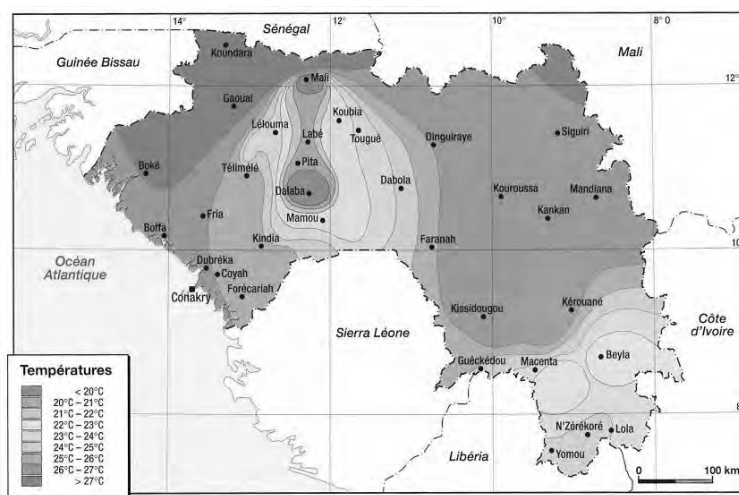 14°
Sénégal
10°
8° O
Koundara
Guinée Bissau
Mali
Mali
12°
Gaoual
Koubia
Lélouma
Labé
Tougué
Dinguiraye
Siguiri
Pita
Boké
Télimélé
Dalaba
Dabola
Kouroussa
Mandiana
Boffa
Fria
Mamou
Kankan
Kindia
Faranah
10
Océan
Atlantique
Dubréka
Coyah
Conakry
Forécariah
Kissidougou
Kérouané
Sierra Léone
Côte
d'Ivoire
Guéckédou
Macenta
Beyla
8
N'Zérékoré
Lola
Yomou
Libéria
Températures
< 20°C
20°C – 21°C
21°C – 22°C
22°C – 23°C
23°C – 24°C
24°C – 25°C
25°C – 26°C
26°C – 27°C
> 27°C
0
100 km